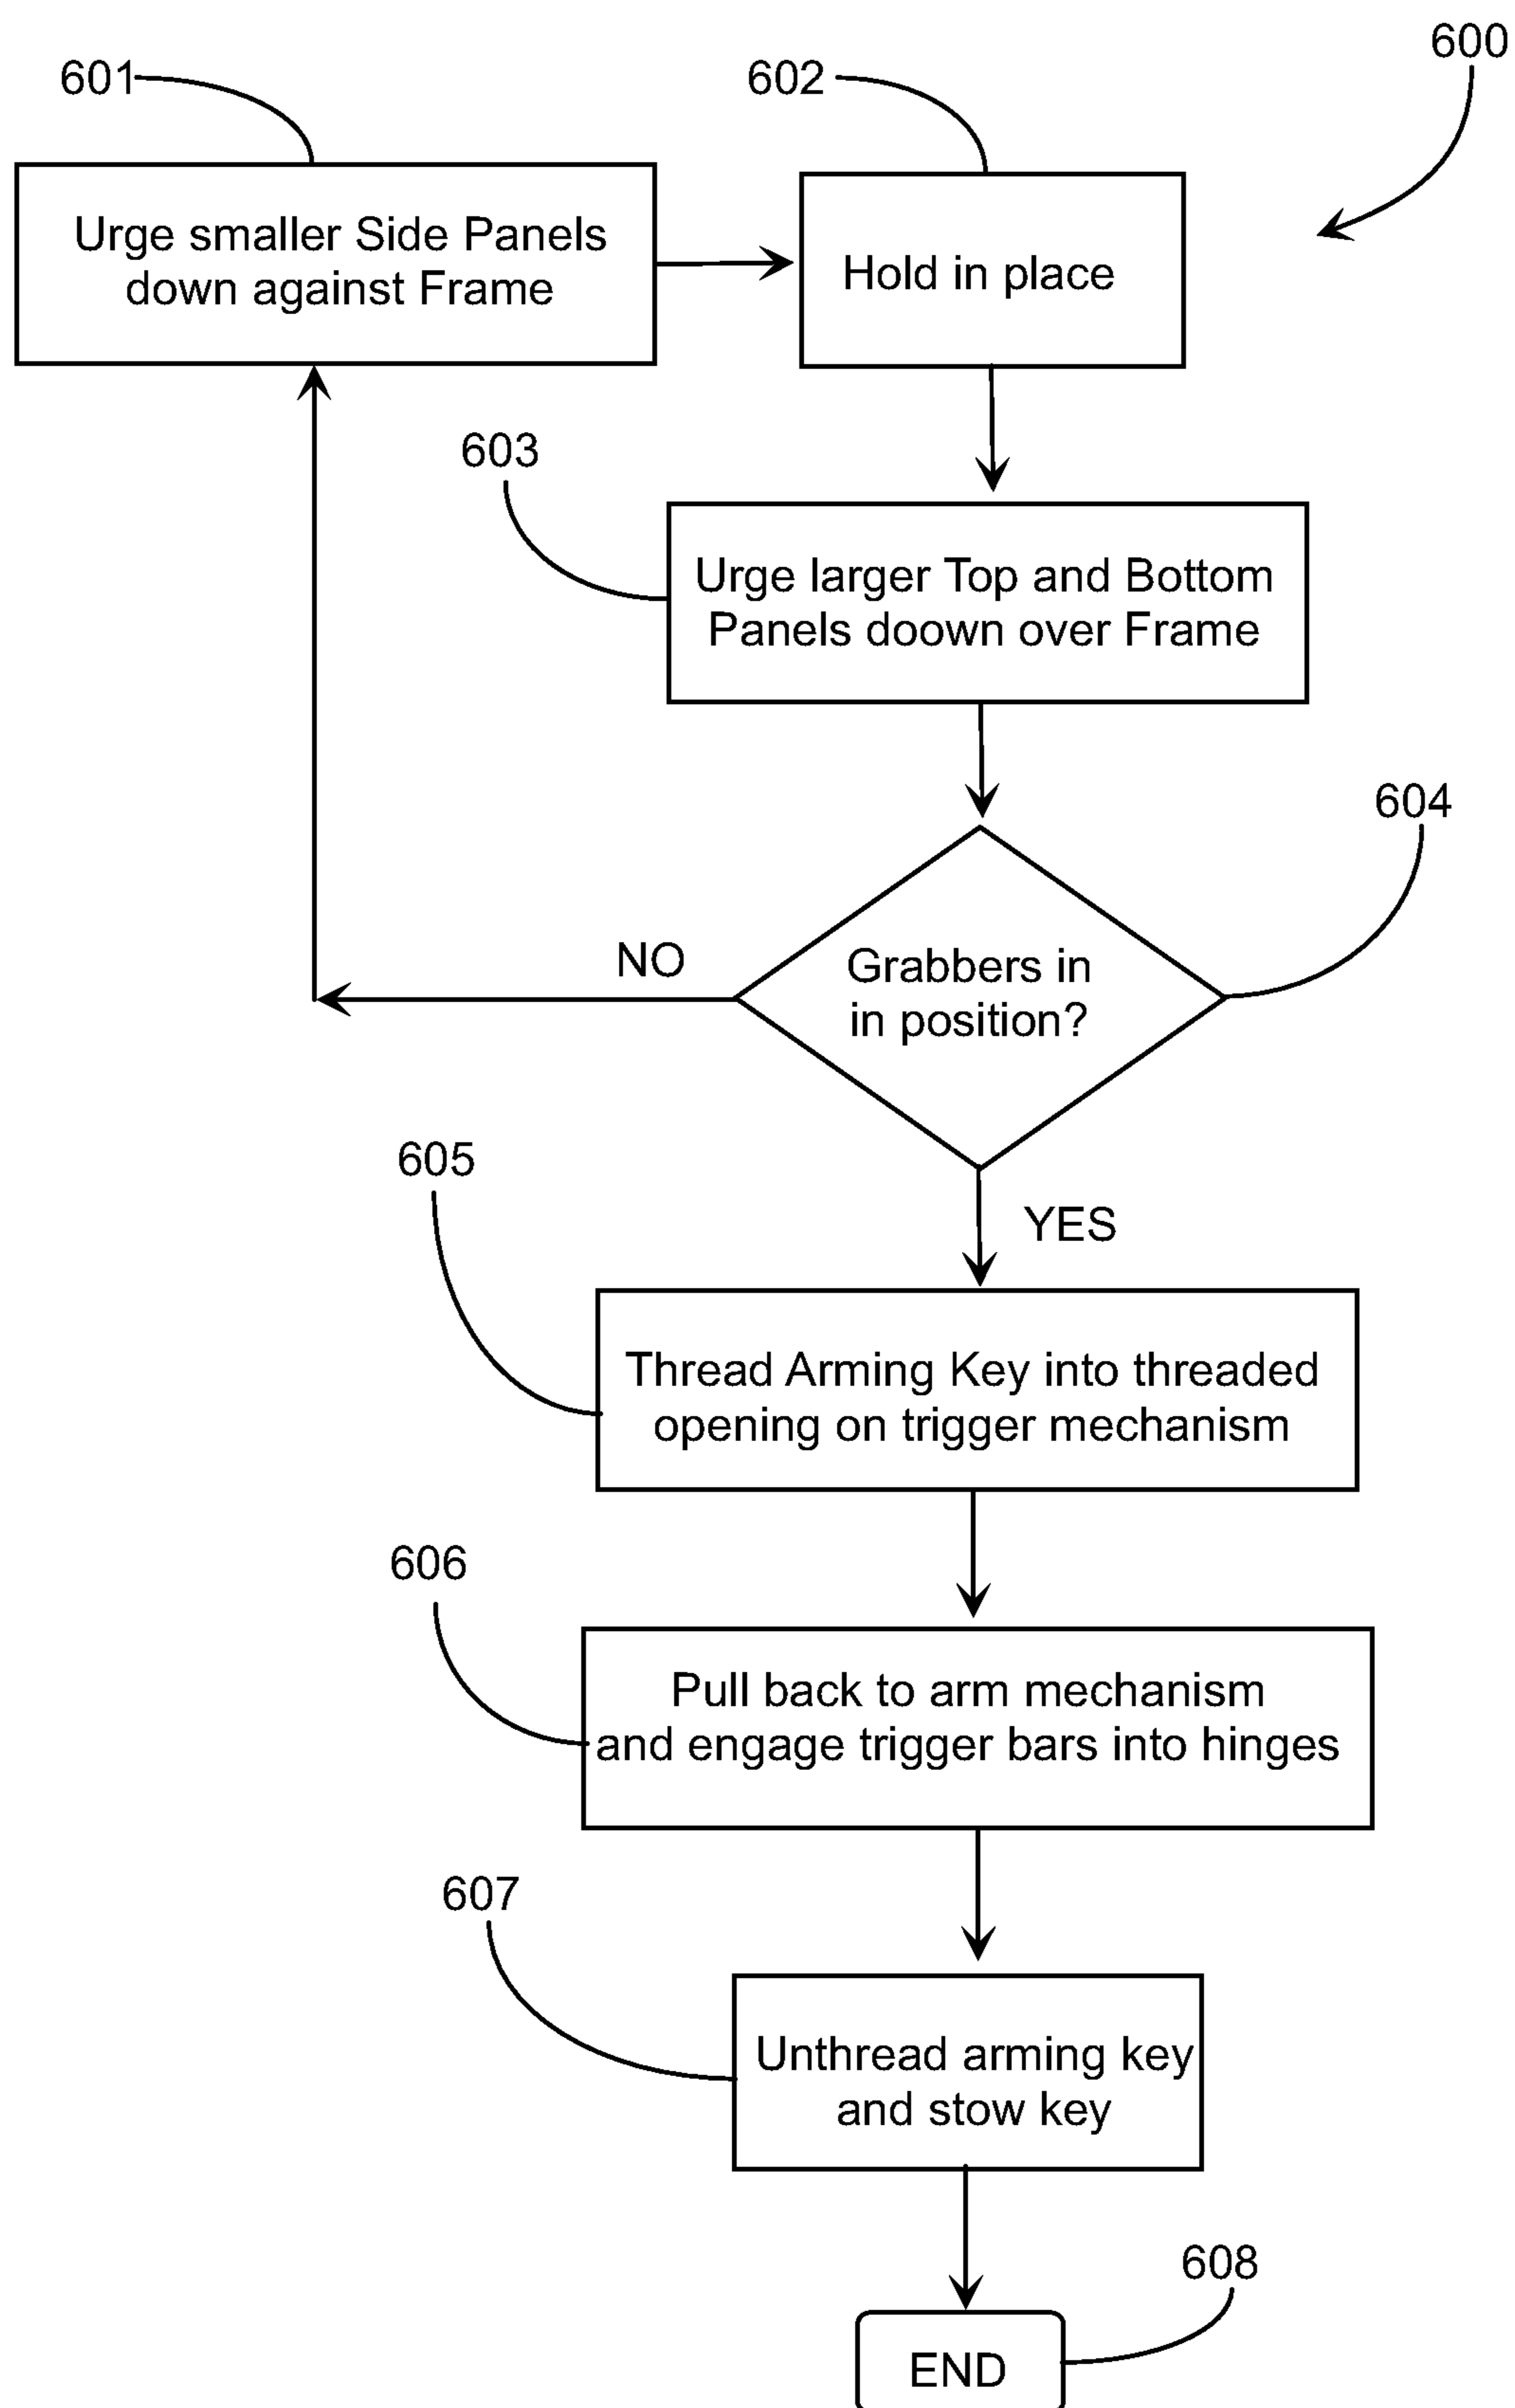 600
601
602
Urge smaller Side Panels
down against Frame
Hold in place
603
Urge larger Top and Bottom
Panels doown over Frame
604
NO
Grabbers in
in position?
605
YES
Thread Arming Key into threaded
opening on trigger mechanism
606
Pull back to arm mechanism
and engage trigger bars into hinges
607
Unthread arming key
and stow key
608
END